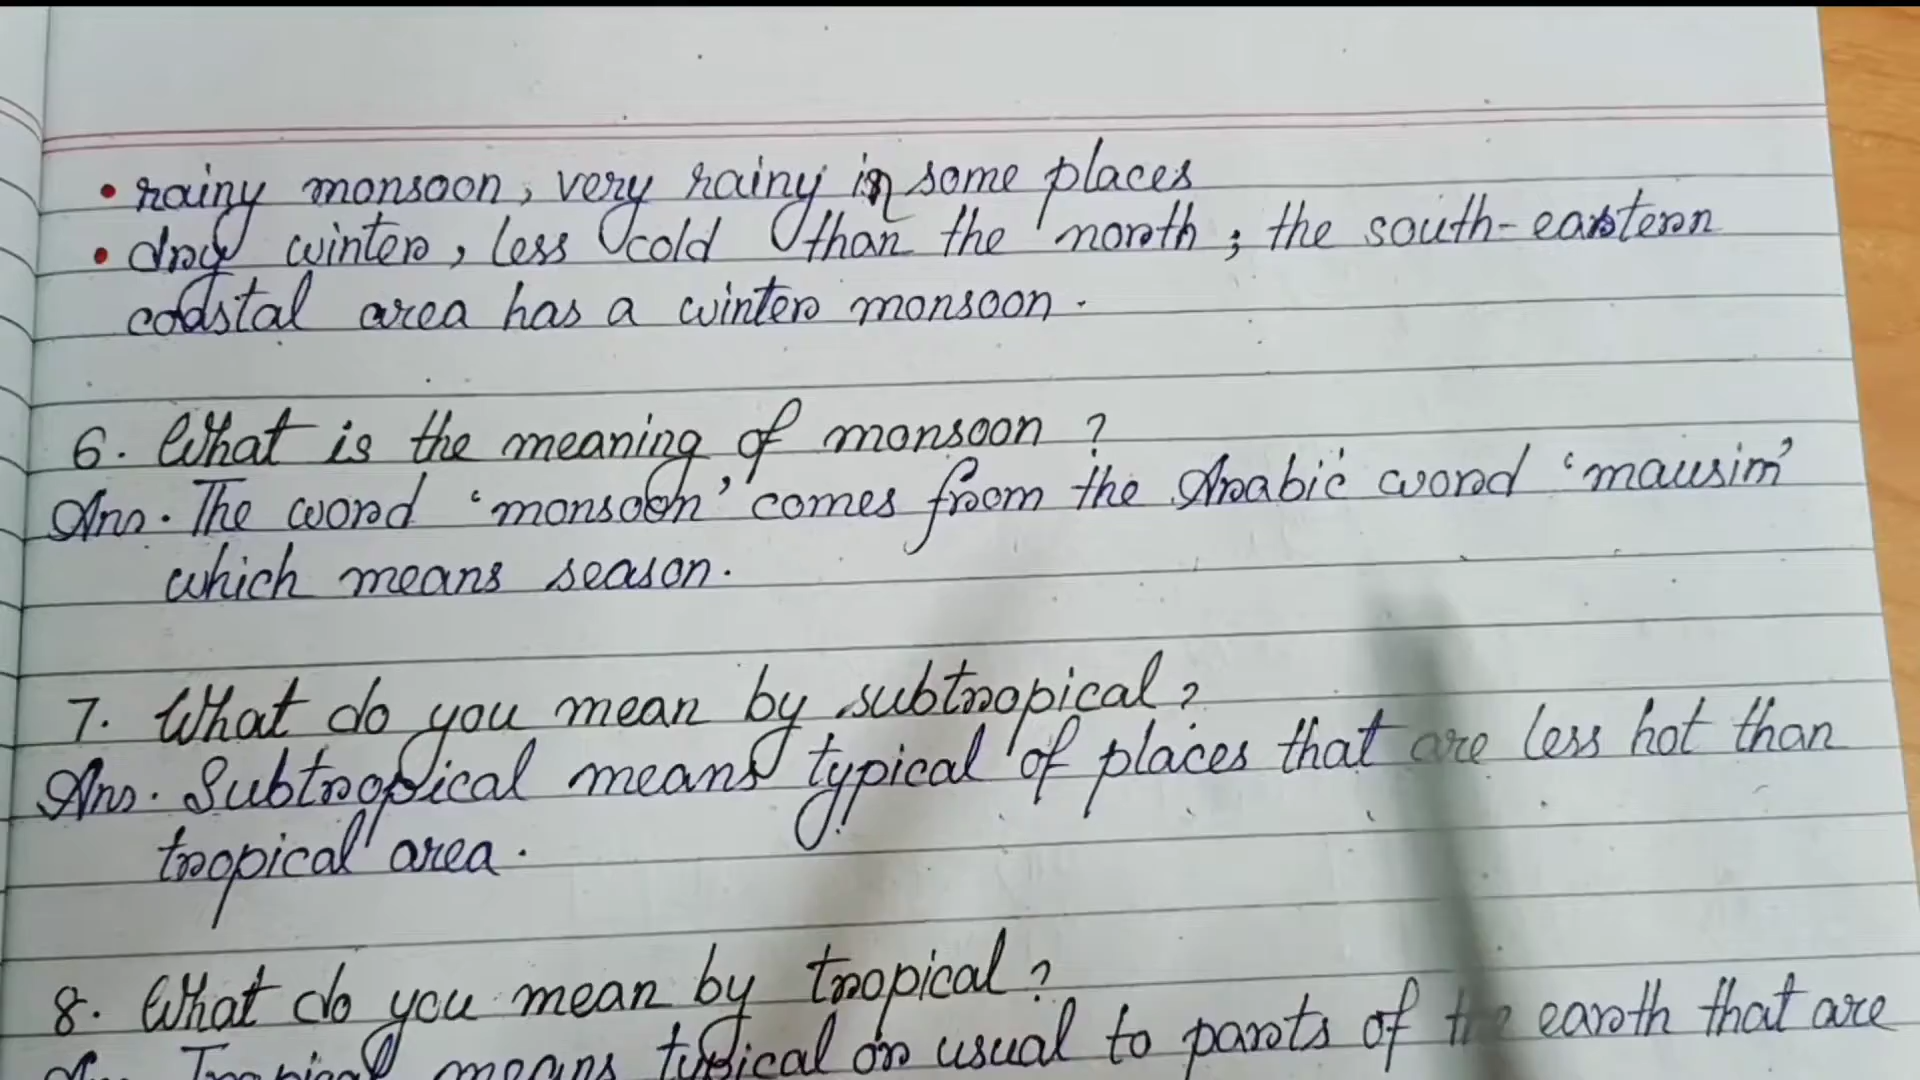 • rainy monsoon, very rainy in some places
• dry winter, less cold than the north; the south-eastern
coastal area has a winter monsoon.
6. What is the meaning of monsoon?
Ans. The word 'monsoon' comes from the Arabic word 'mausim'
which means season.
7. What do you mean by subtropical?
Ans. Subtropical means typical of places that are less hot than
tropical area.
8. What do you mean by tropical?
Ans. Tropical means typical or usual to parts of the earth that are